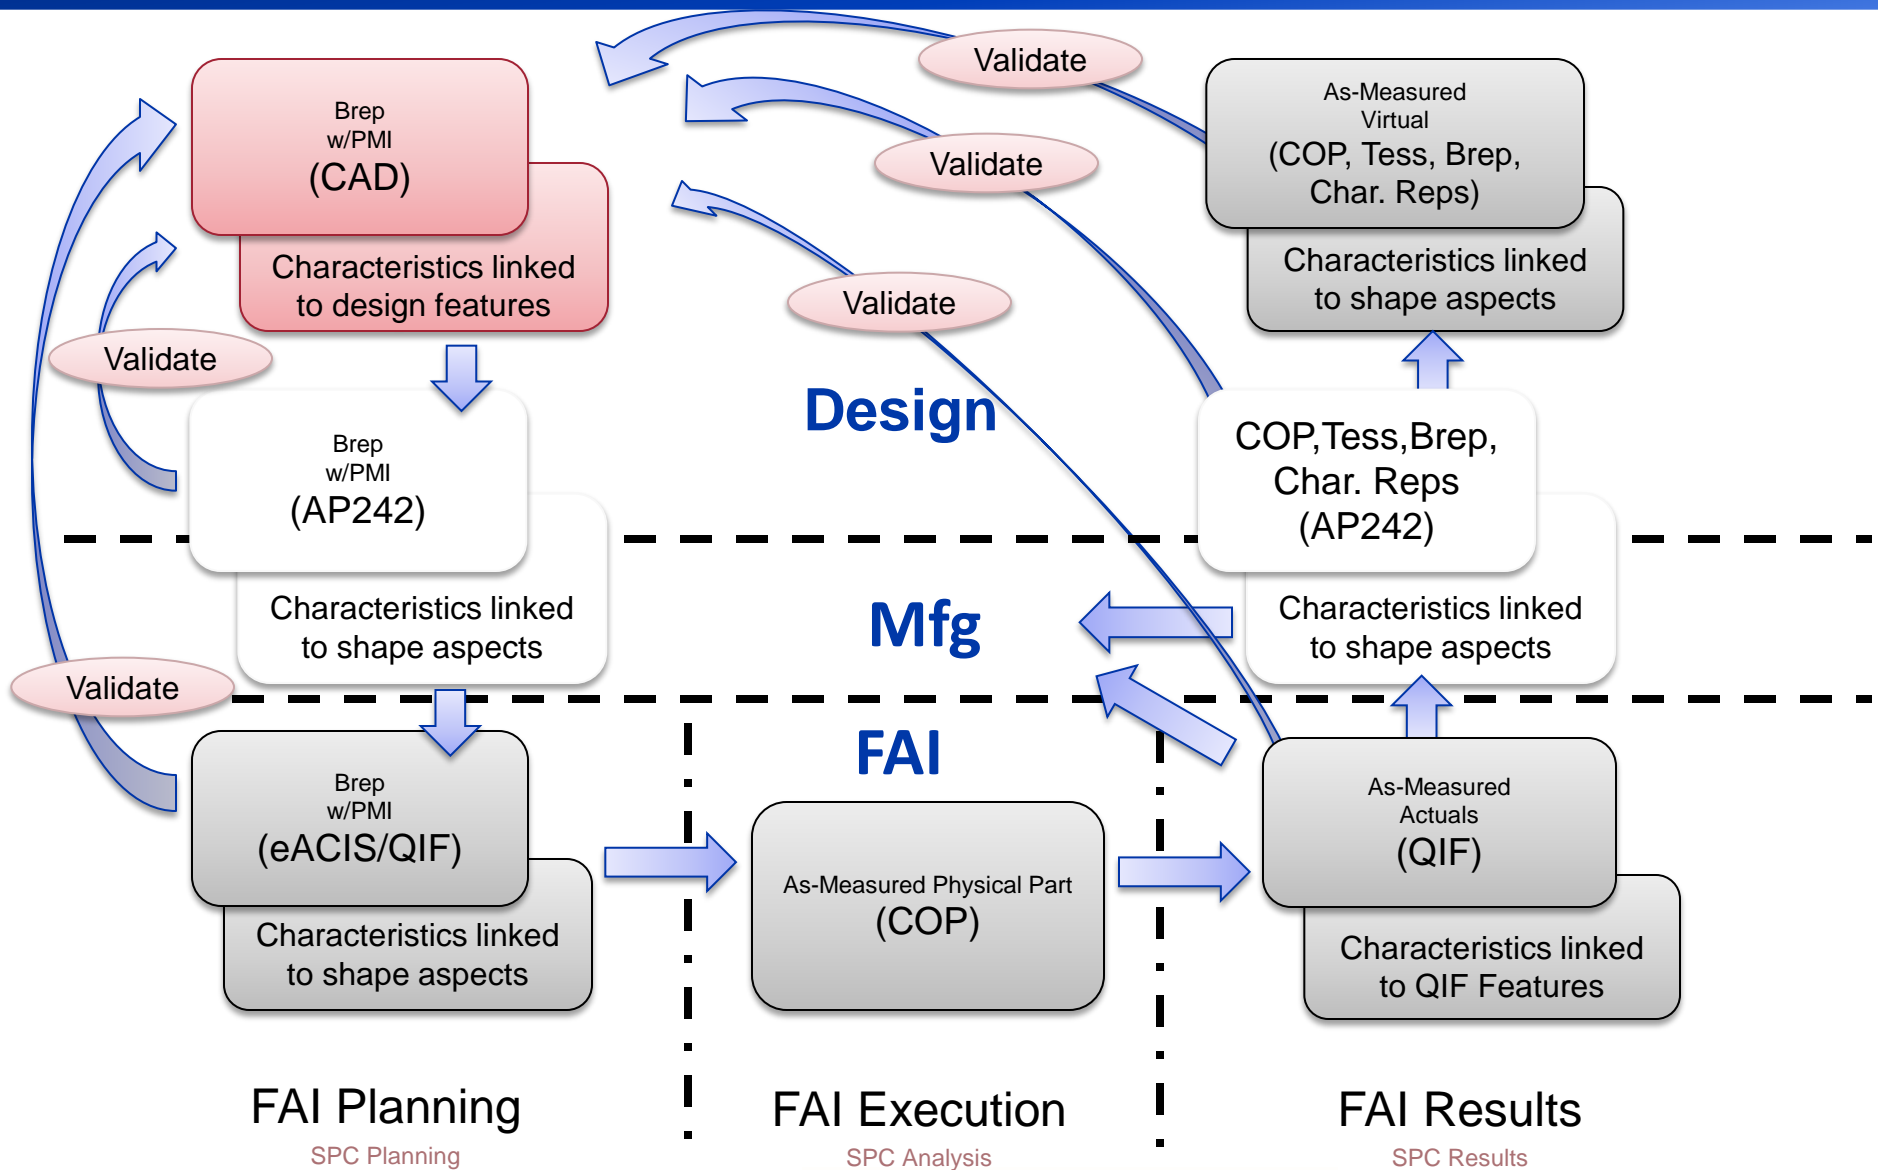 Validate
As-Measured
Virtual
(COP, Tess, Brep,
Char. Reps)
Characteristics linked
to shape aspects
Brep
w/PMI
(CAD)
Characteristics linked
to design features
Validate
Validate
Validate
Design
Brep
w/PMI
(AP242)
Characteristics linked
to shape aspects
COP,Tess,Brep,
Char. Reps
(AP242)
Characteristics linked
to shape aspects
Mfg
Validate
FAI
Brep
w/PMI
(eACIS/QIF)
Characteristics linked
to shape aspects
As-Measured Physical Part
(COP)
As-Measured
Actuals
(QIF)
Characteristics linked
to QIF Features
FAI Planning
SPC Planning
FAI Execution
SPC Analysis
FAI Results
SPC Results